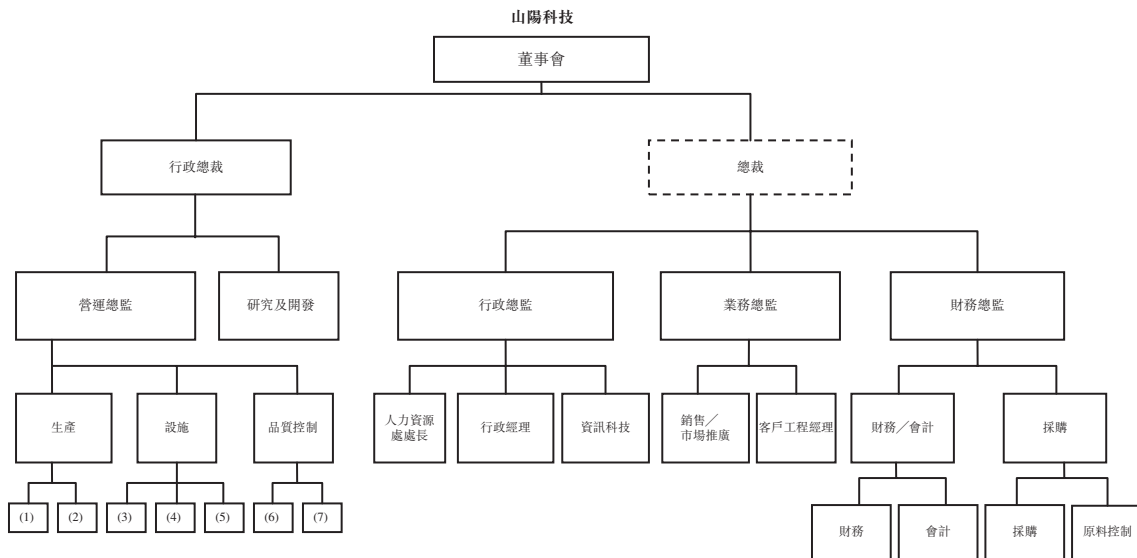 山陽科技
董事會
行政總裁
總裁
營運總監
研究及開發
行政總監
業務總監
財務總監
生產
設施
品質控制
人力資源
處處長
行政經理
資訊科技
銷售／
市場推廣
客戶工程經理
財務／會計
採購
(1)
(2)
(3)
(4)
(5)
(6)
(7)
財務
會計
採購
原料控制